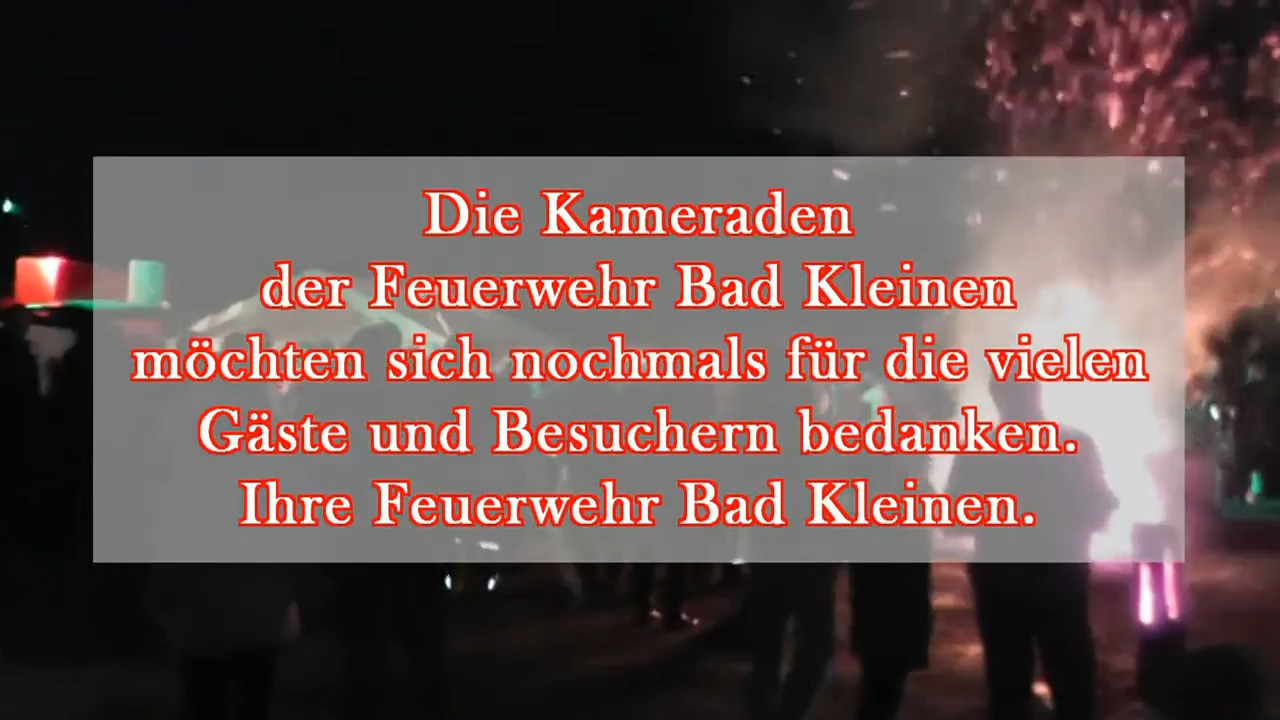 Die Kameraden
der Feuerwehr Bad Kleinen
möchten sich nochmals für die vielen
Gäste und Besuchern bedanken.
Ihre Feuerwehr Bad Kleinen.